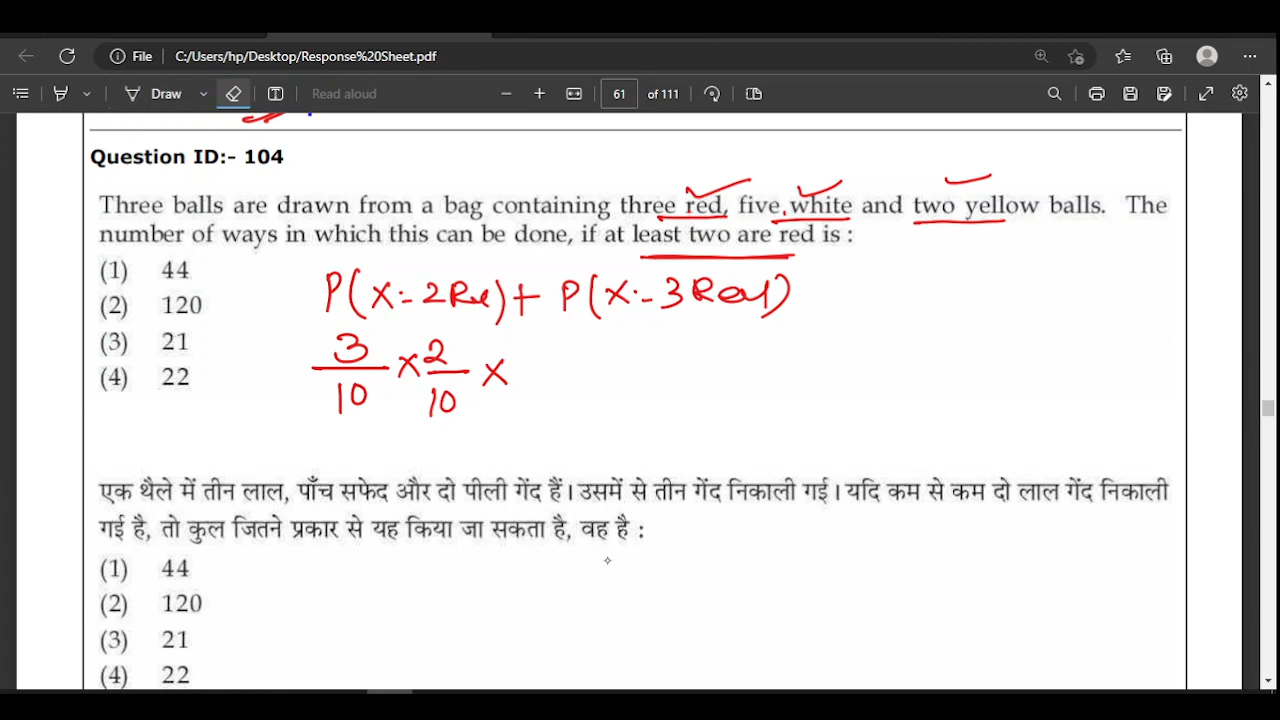 File C:/Users/hp/Desktop/Response%20Sheet.pdf
Draw Read aloud 61 of 111
Question ID:- 104
Three balls are drawn from a bag containing three red, five white and two yellow balls. The
number of ways in which this can be done, if at least two are red is :
(1) 44
(2) 120
(3) 21
(4) 22
P(X:-2Re)+ P(X:-3Red)
3/10 × 2/10 ×
एक थैले में तीन लाल, पाँच सफेद और दो पीली गेंद हैं। उसमें से तीन गेंद निकाली गई। यदि कम से कम दो लाल गेंद निकाली
गई है, तो कुल जितने प्रकार से यह किया जा सकता है, वह है :
(1) 44
(2) 120
(3) 21
(4) 22